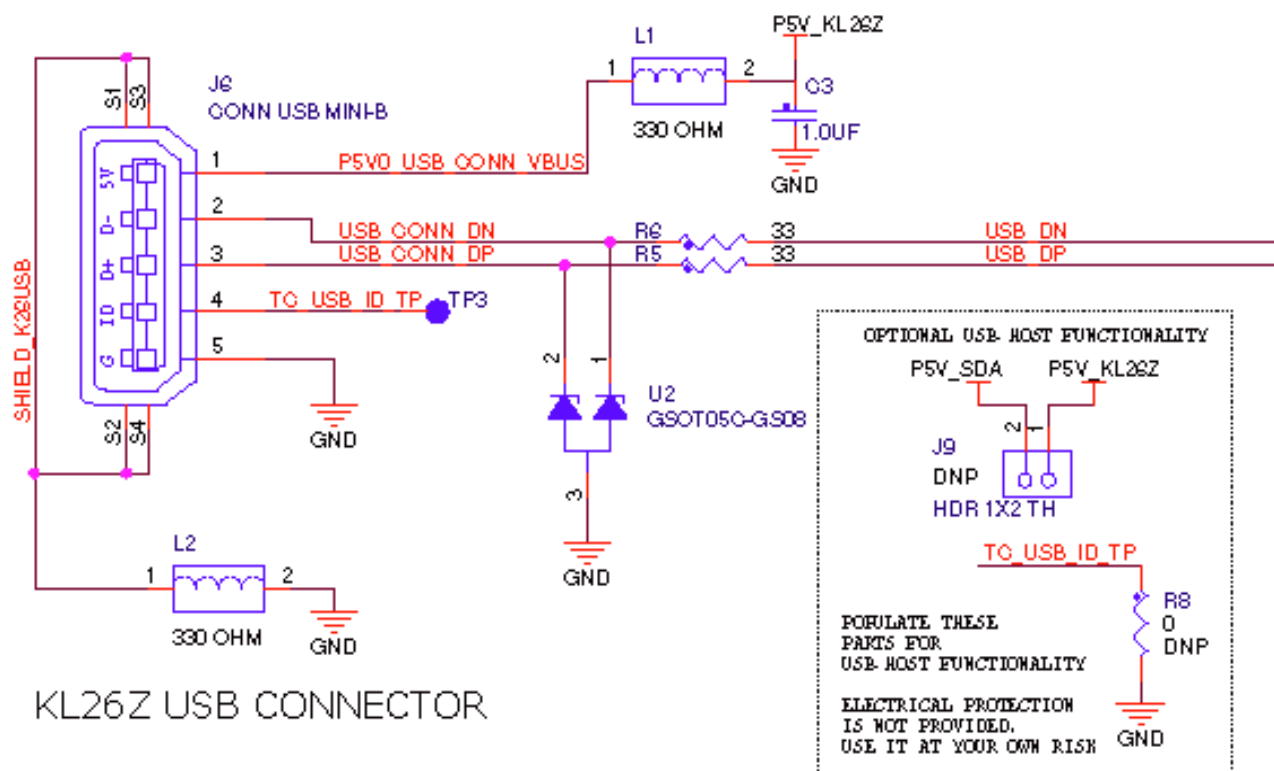 P5V_KL26Z
L1
1
2
C3
330 OHM
1.0UF
GND
S1
S3
J6
CONN USB MINI-B
5V
1
P5V0_USB_CONN_VBUS
D-
2
USB_CONN_DN
R6
33
USB_DN
D+
3
USB_CONN_DP
R5
33
USB_DP
ID
4
TC_USB_ID_TP
TP3
G
5
GND
SHIELD_K26USB
S2
S4
2
1
U2
GSOT05C-GS08
3
GND
L2
1
2
330 OHM
GND
KL26Z USB CONNECTOR
OPTIONAL USB HOST FUNCTIONALITY
P5V_SDA
P5V_KL26Z
2
1
J9
DNP
HDR 1X2 TH
TC_USB_ID_TP
R8
0
DNP
GND
POPULATE THESE
PARTS FOR
USB HOST FUNCTIONALITY
ELECTRICAL PROTECTION
IS NOT PROVIDED.
USE IT AT YOUR OWN RISK